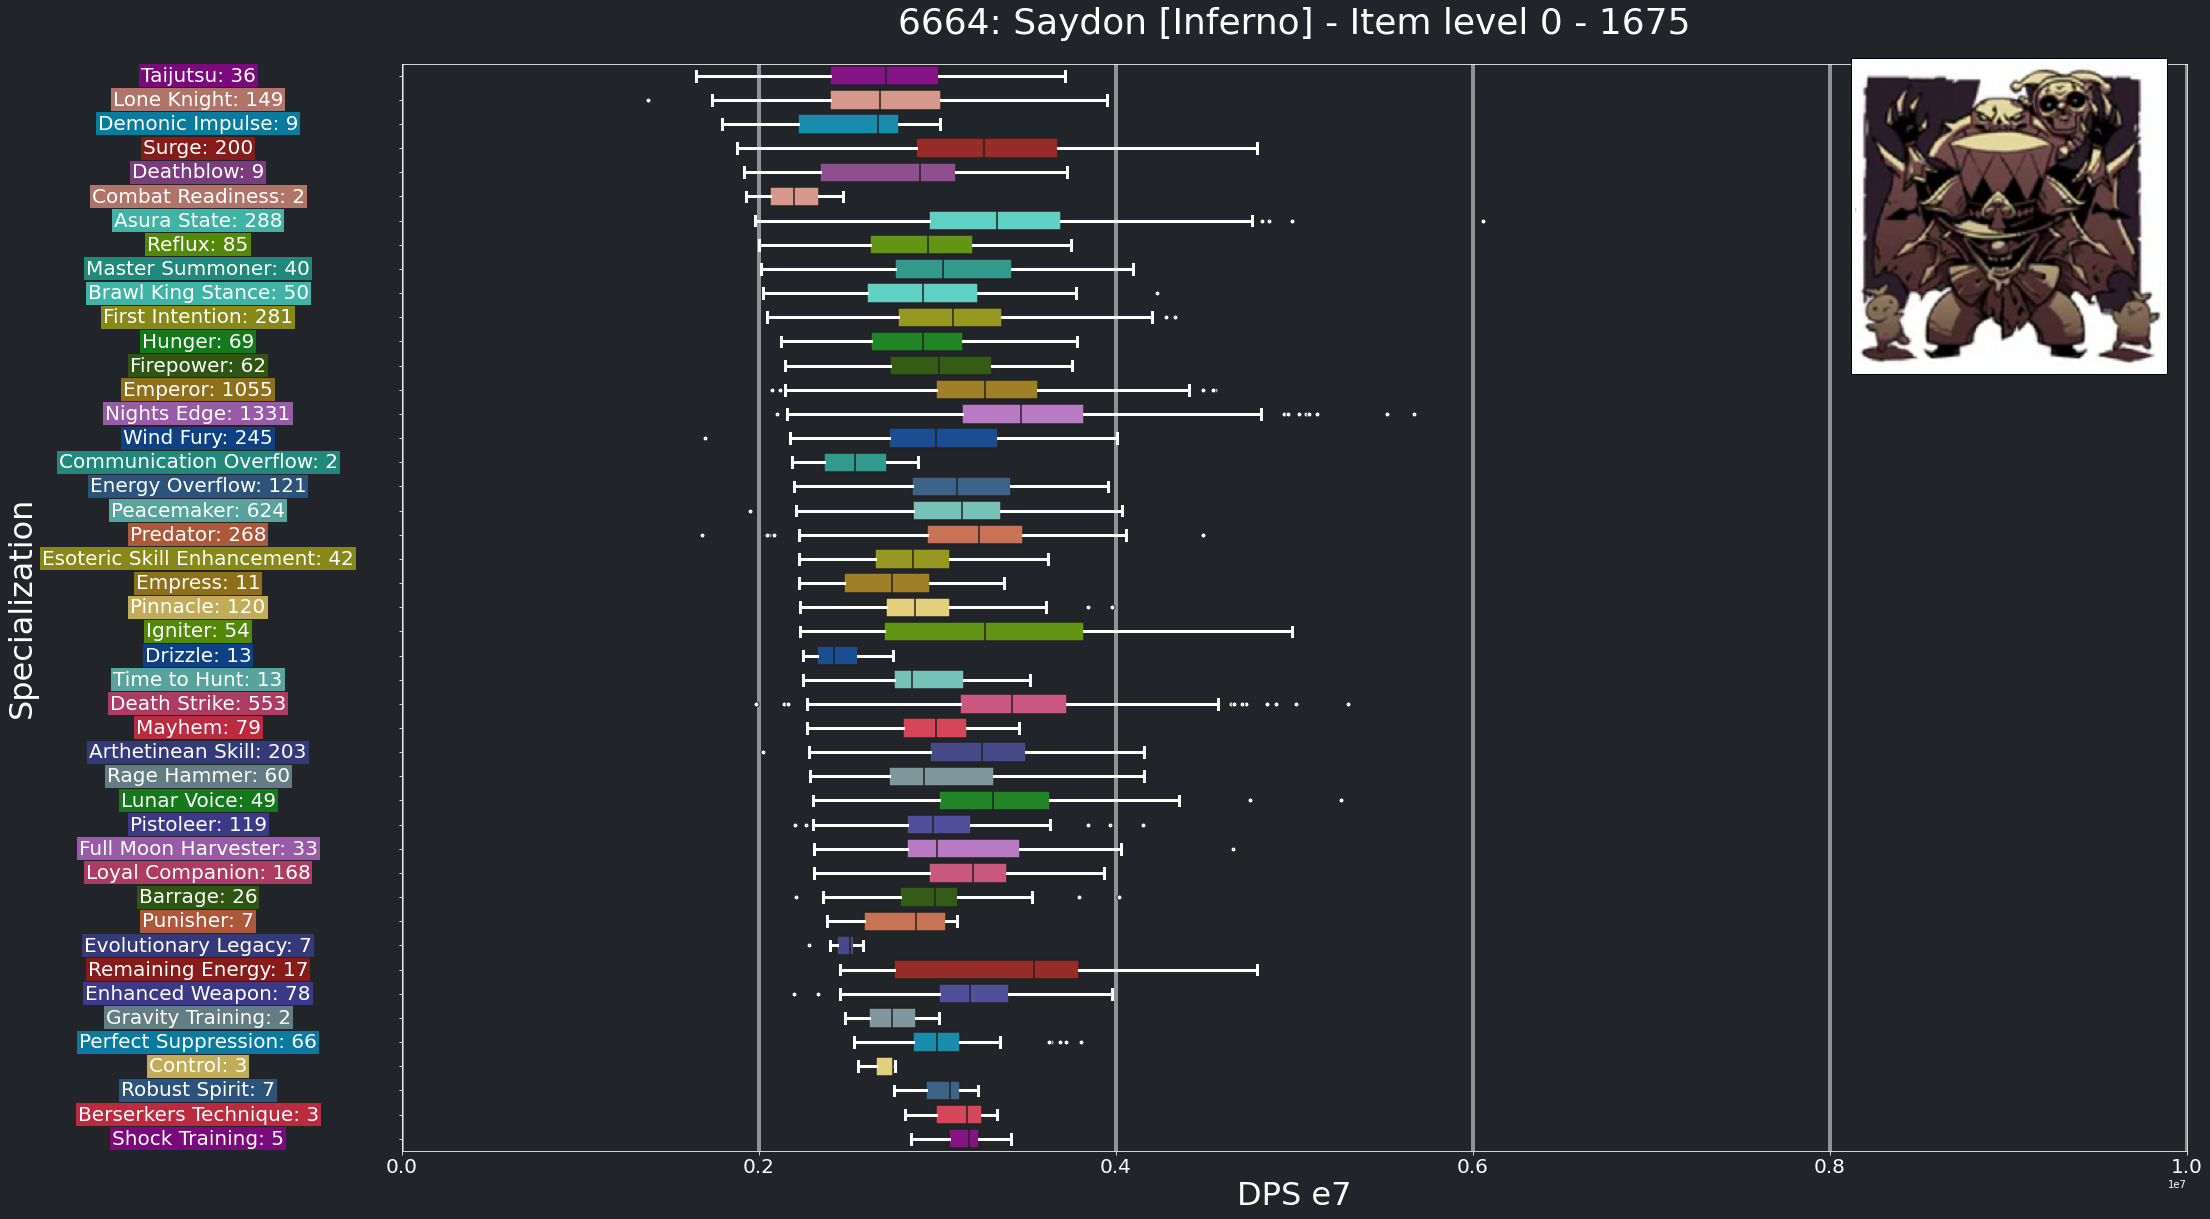 6664: Saydon [Inferno] - Item level 0 - 1675
Specialization
Taijutsu: 36
Lone Knight: 149
Demonic Impulse: 9
Surge: 200
Deathblow: 9
Combat Readiness: 2
Asura State: 288
Reflux: 85
Master Summoner: 40
Brawl King Stance: 50
First Intention: 281
Hunger: 69
Firepower: 62
Emperor: 1055
Nights Edge: 1331
Wind Fury: 245
Communication Overflow: 2
Energy Overflow: 121
Peacemaker: 624
Predator: 268
Esoteric Skill Enhancement: 42
Empress: 11
Pinnacle: 120
Igniter: 54
Drizzle: 13
Time to Hunt: 13
Death Strike: 553
Mayhem: 79
Arthetinean Skill: 203
Rage Hammer: 60
Lunar Voice: 49
Pistoleer: 119
Full Moon Harvester: 33
Loyal Companion: 168
Barrage: 26
Punisher: 7
Evolutionary Legacy: 7
Remaining Energy: 17
Enhanced Weapon: 78
Gravity Training: 2
Perfect Suppression: 66
Control: 3
Robust Spirit: 7
Berserkers Technique: 3
Shock Training: 5
0.0 0.2 0.4 0.6 0.8 1.0
1e7
DPS e7